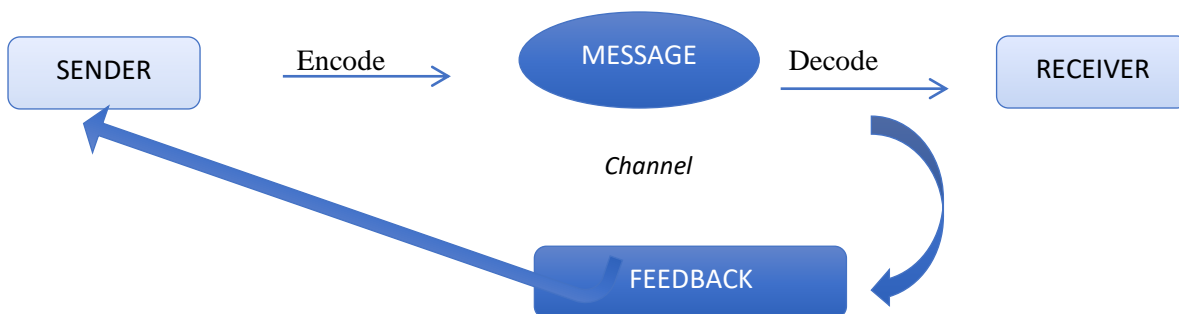 SENDER
Encode
MESSAGE
Decode
RECEIVER
Channel
FEEDBACK